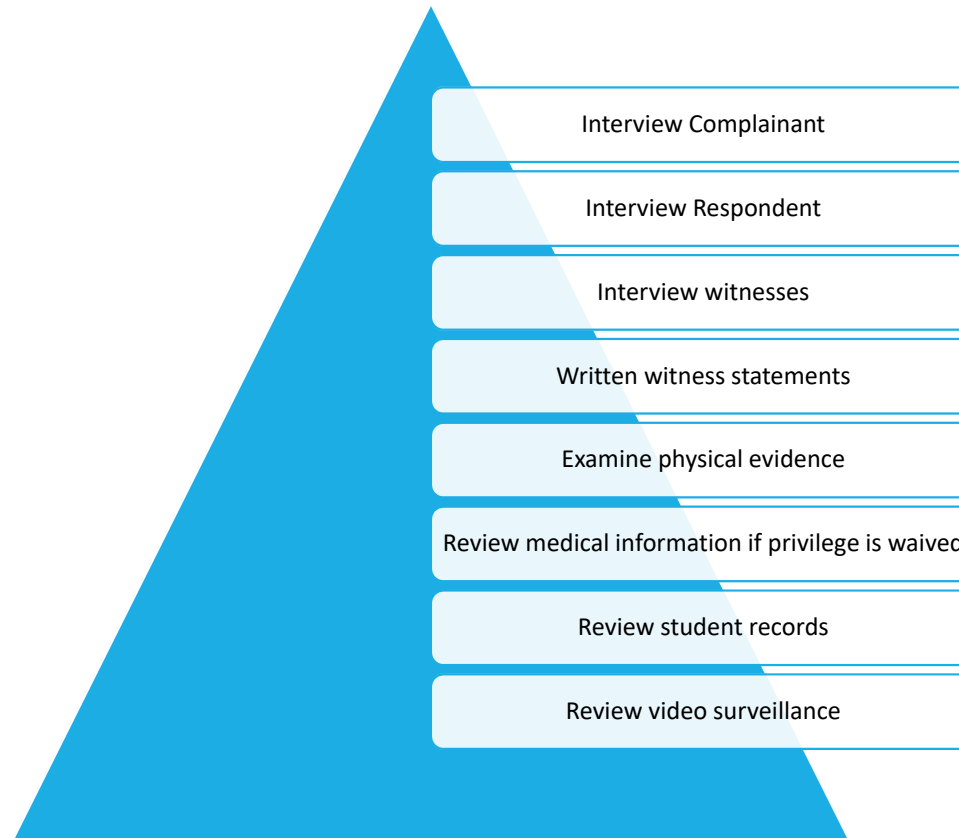 Interview Complainant
Interview Respondent
Interview witnesses
Written witness statements
Examine physical evidence
Review medical information if privilege is waived
Review student records
Review video surveillance